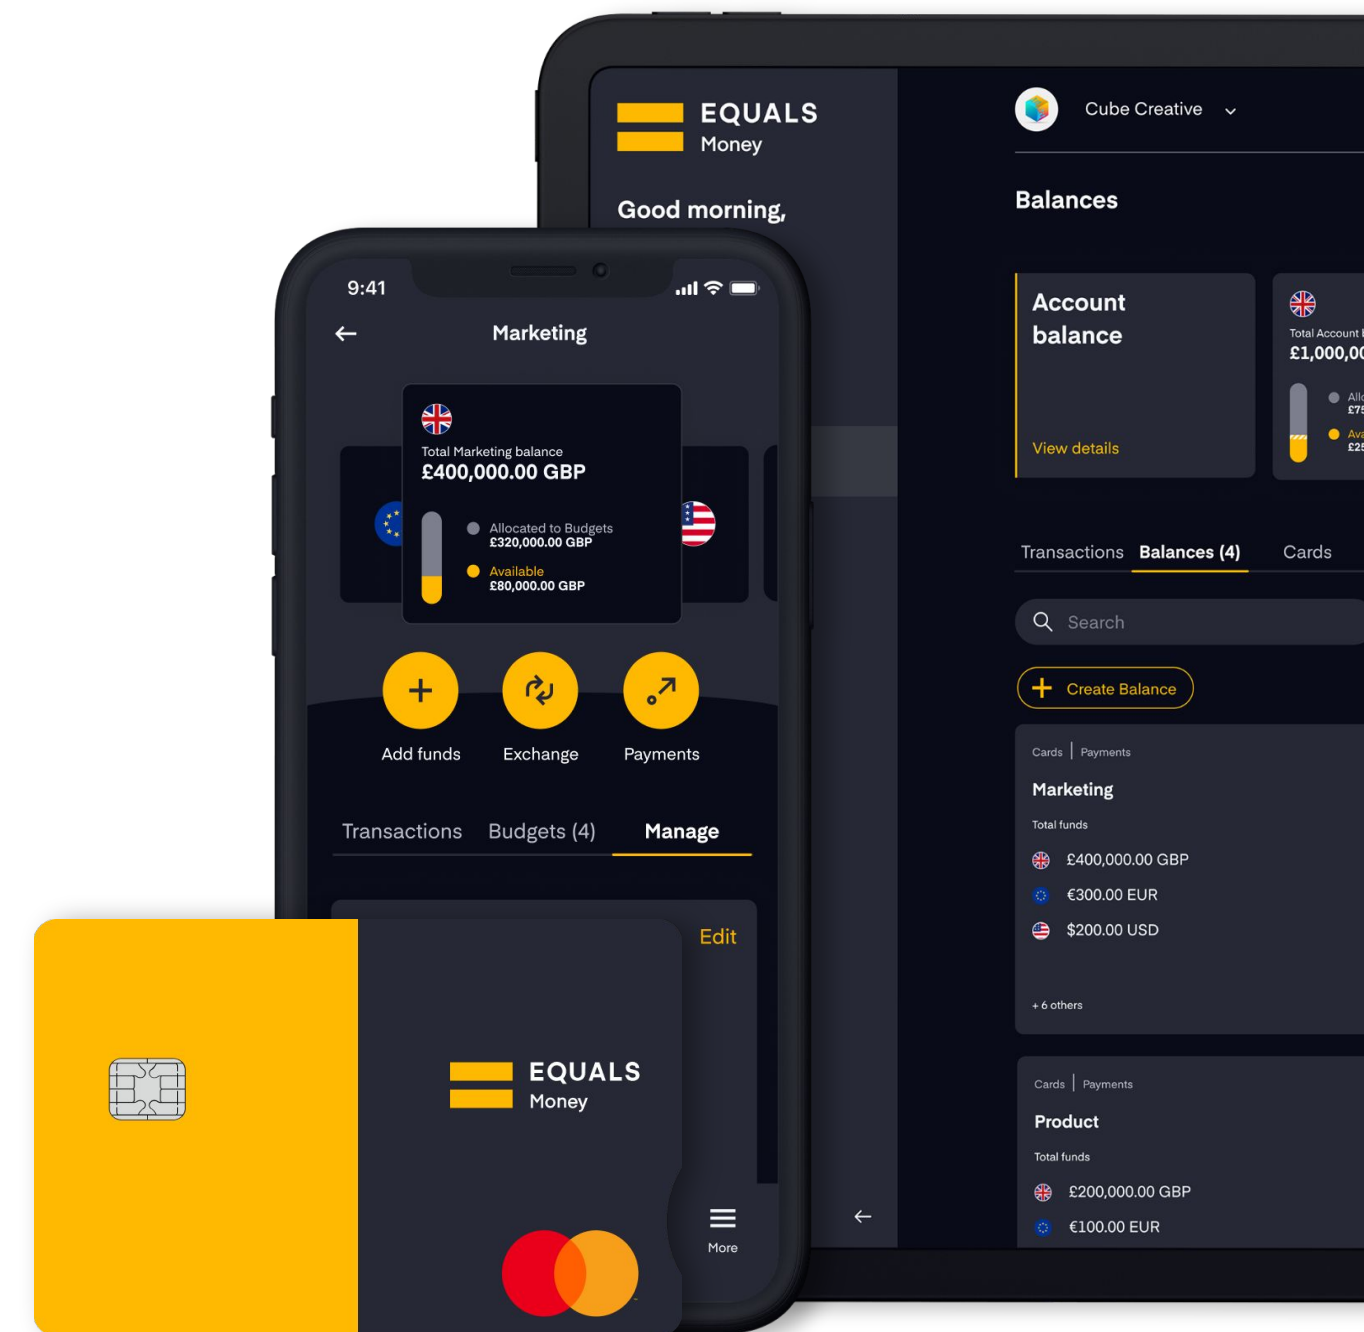 EQUALS
Money
Good morning,
Cube Creative
Balances
Account
balance
View details
Total Account
£1,000,00
Transactions Balances (4) Cards
Search
Create Balance
Cards | Payments
Marketing
Total funds
£400,000.00 GBP
€300.00 EUR
$200.00 USD
+ 6 others
Cards | Payments
Product
Total funds
£200,000.00 GBP
€100.00 EUR
9:41
Marketing
Total Marketing balance
£400,000.00 GBP
Allocated to Budgets
£320,000.00 GBP
Available
£80,000.00 GBP
Add funds Exchange Payments
Transactions Budgets (4) Manage
Edit
More
EQUALS
Money